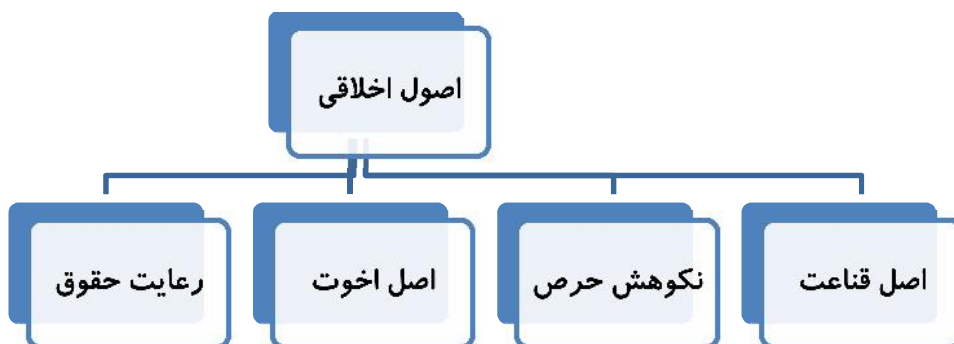 اصول اخلاقی
اصل قناعت
نکوهش حرص
اصل اخوت
رعایت حقوق